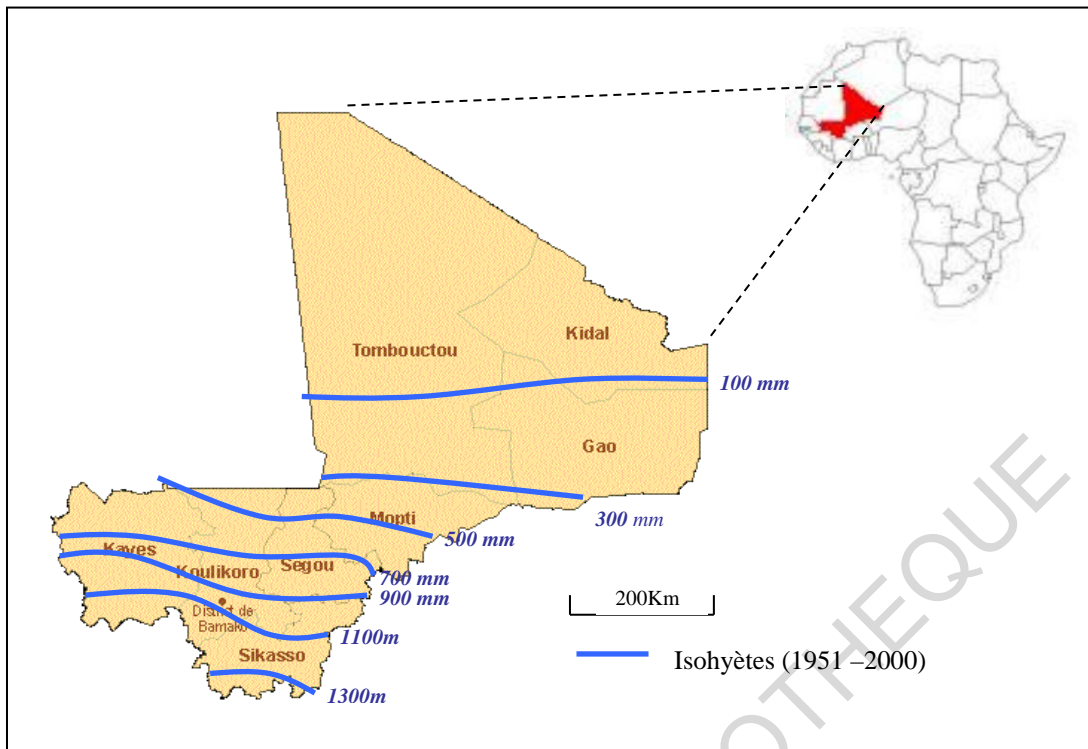 Kidal
Tombouctou
100 mm
Gao
300 mm
Mopti
500 mm
Kayes
Segou
Koulikoro
700 mm
900 mm
District de
Bamako
1100m
Sikasso
1300m
200Km
Isohyètes (1951 –2000)
OTHEQUE